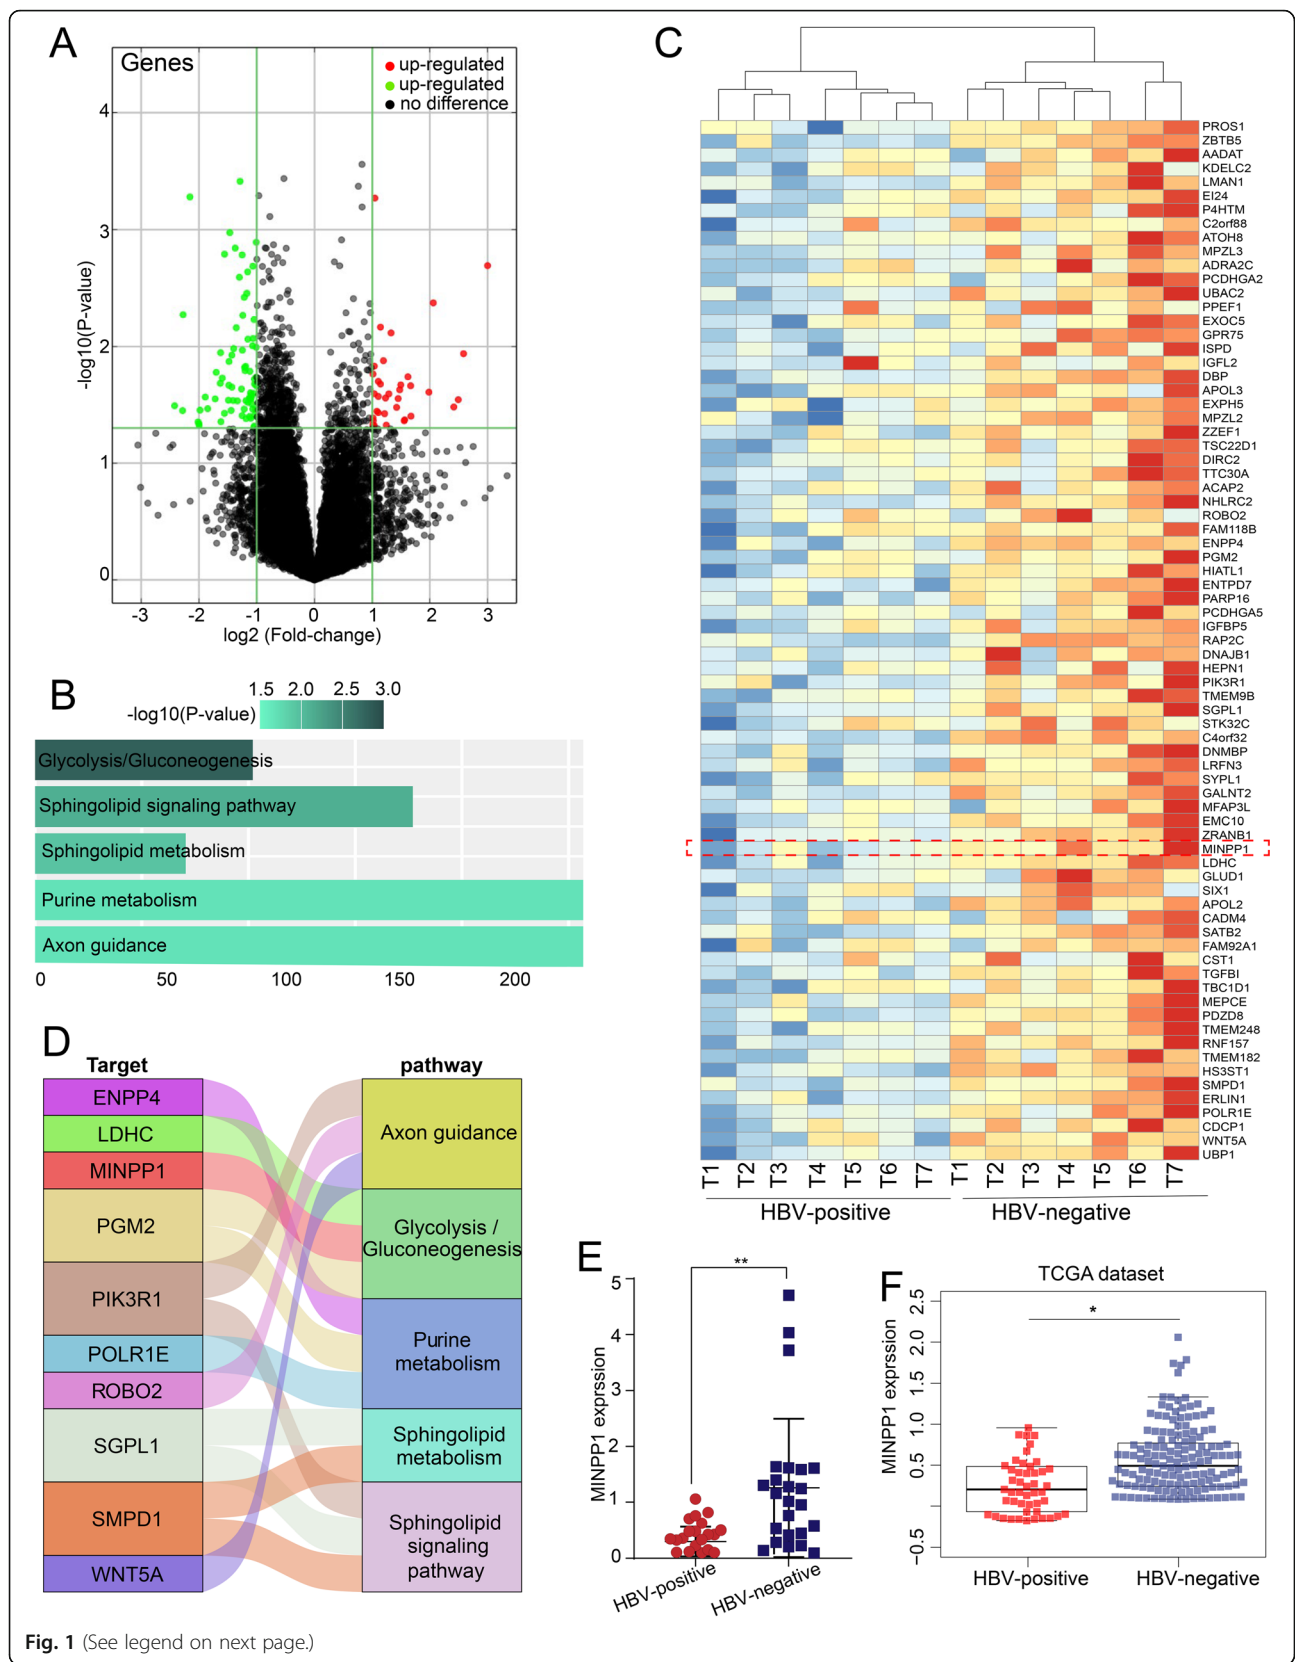 A
Genes
up-regulated
up-regulated
no difference
-log10(P-value)
4
3
2
1
0
-3 -2 -1 0 1 2 3
log2 (Fold-change)
B
1.5 2.0 2.5 3.0
-log10(P-value)
Glycolysis/Gluconeogenesis
Sphingolipid signaling pathway
Sphingolipid metabolism
Purine metabolism
Axon guidance
0 50 100 150 200
C
PROS1
ZBTB5
AADAT
KDELC2
LMAN1
EI24
P4HTM
C2orf88
ATOH8
MPZL3
ADRA2C
PCDHGA2
UBAC2
PPEF1
EXOC5
GPR75
ISPD
IGFL2
DBP
APOL3
EXPH5
MPZL2
ZZEF1
TSC22D1
DIRC2
TTC30A
ACAP2
NHLRC2
ROBO2
FAM118B
ENPP4
PGM2
HIATL1
ENTPD7
PARP16
PCDHGA5
IGFBP5
RAP2C
DNAJB1
HEPN1
PIK3R1
TMEM9B
SGPL1
STK32C
C4orf32
DNMBP
LRFN3
SYPL1
GALNT2
MFAP3L
EMC10
ZRANB1
MINPP1
LDHC
GLUD1
SIX1
APOL2
CADM4
SATB2
FAM92A1
CST1
TGFBI
TBC1D1
MEPCE
PDZD8
TMEM248
RNF157
TMEM182
HS3ST1
SMPD1
ERLIN1
POLR1E
CDCP1
WNT5A
UBP1
T1 T2 T3 T4 T5 T6 T7 T1 T2 T3 T4 T5 T6 T7
HBV-positive HBV-negative
D
Target pathway
ENPP4
LDHC
MINPP1
PGM2
PIK3R1
POLR1E
ROBO2
SGPL1
SMPD1
WNT5A
Axon guidance
Glycolysis /
Gluconeogenesis
Purine
metabolism
Sphingolipid
metabolism
Sphingolipid
signaling
pathway
E
**
MINPP1 exprssion
5
4
3
2
1
0
HBV-positive HBV-negative
F
TCGA dataset
*
MINPP1 exprssion
2.5
2.0
1.5
1.0
0.5
-0.5
HBV-positive HBV-negative
Fig. 1 (See legend on next page.)